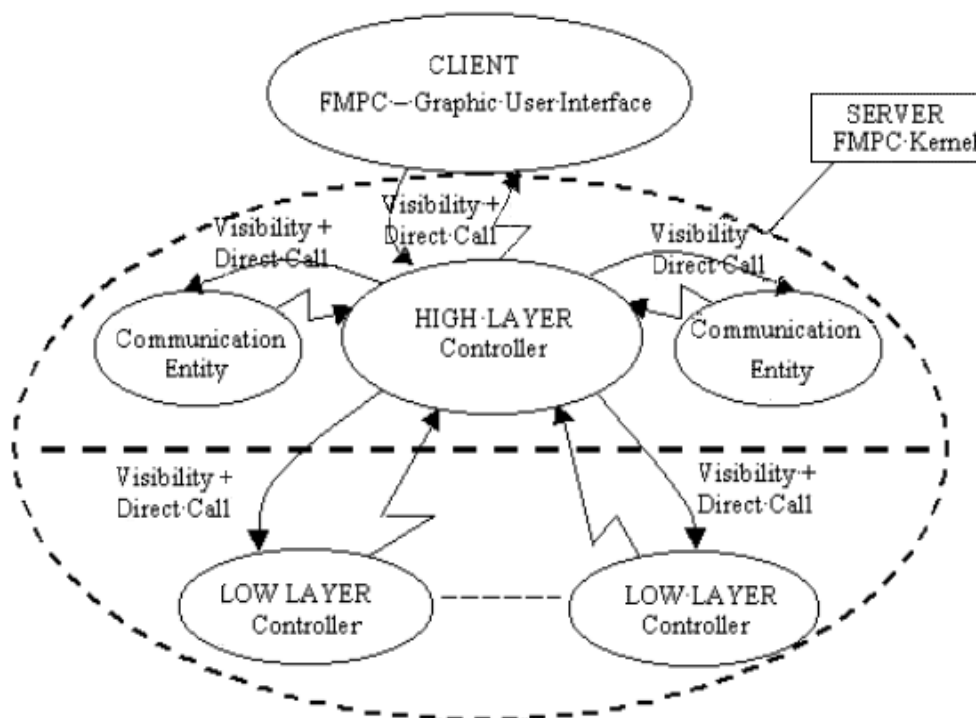 CLIENT
FMPC – Graphic·User·Interface
SERVER
FMPC·Kernel
Visibility +
Direct·Call
Visibility +
Direct·Call
Visibility
Direct·Call
Communication
Entity
HIGH·LAYER
Controller
Communication
Entity
Visibility +
Direct·Call
Visibility·+
Direct·Call
LOW LAYER
Controller
LOW·LAYER
Controller